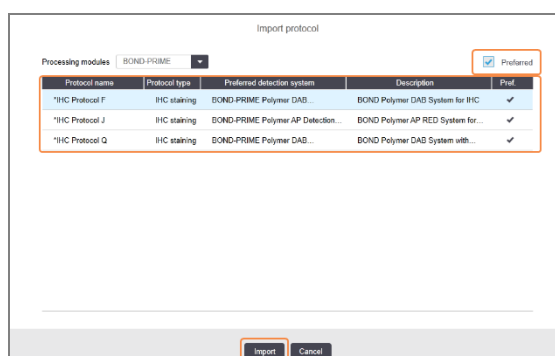 Import protocol
Processing modules BOND-PRIME Preferred
Protocol name Protocol type Preferred detection system Description Pref.
*IHC Protocol F IHC staining BOND-PRIME Polymer DAB... BOND Polymer DAB System for IHC ✓
*IHC Protocol J IHC staining BOND-PRIME Polymer AP Detection... BOND Polymer AP RED System for... ✓
*IHC Protocol Q IHC staining BOND-PRIME Polymer DAB... BOND Polymer DAB System with... ✓
Import Cancel